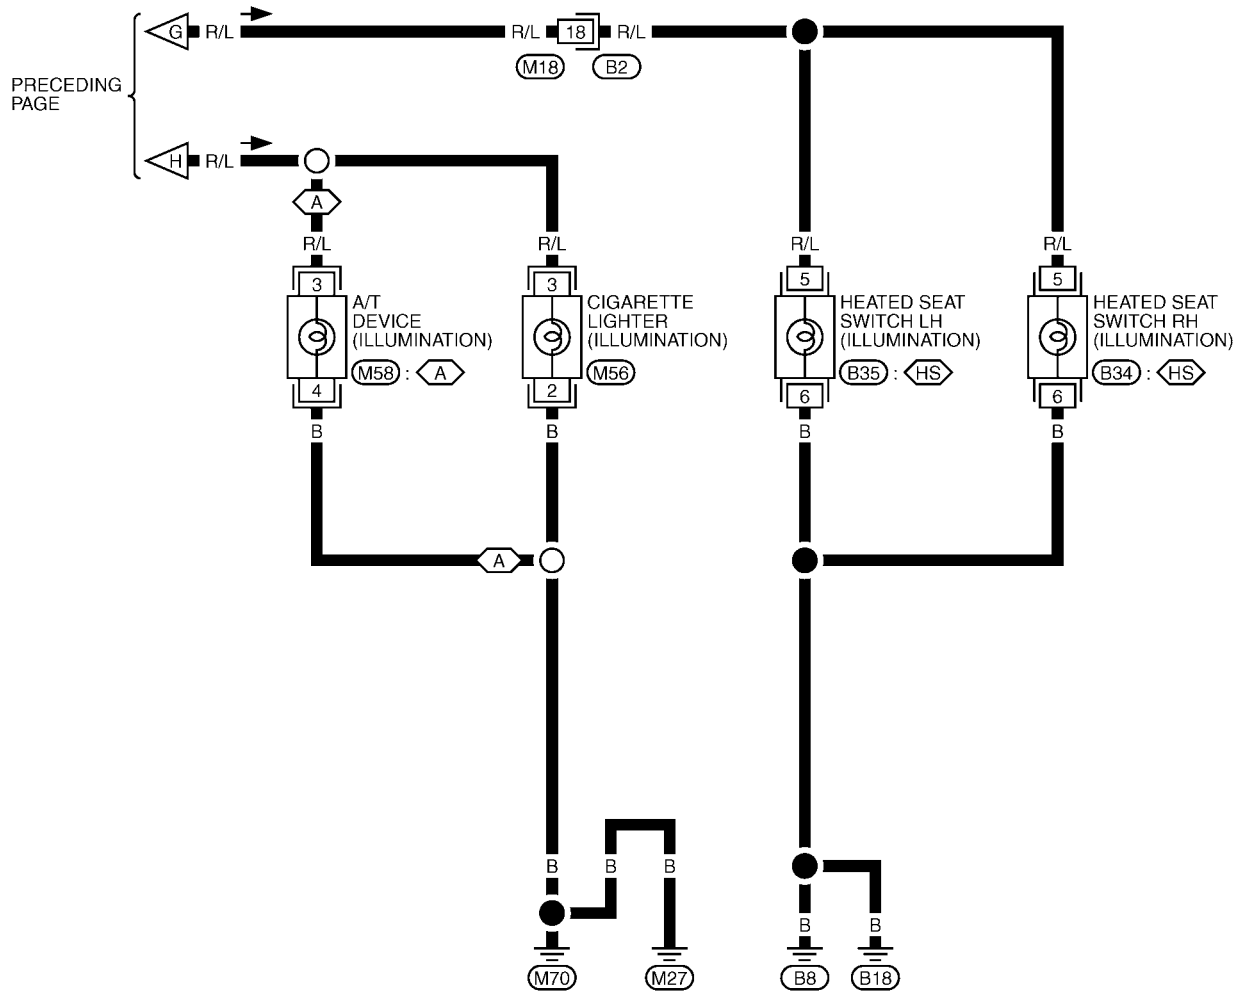 G R/L R/L 18 R/L
M18 B2
PRECEDING
PAGE
H R/L
A
R/L R/L R/L R/L
3 3 5 5
A/T
DEVICE
(ILLUMINATION)
M58 : A
CIGARETTE
LIGHTER
(ILLUMINATION)
M56
HEATED SEAT
SWITCH LH
(ILLUMINATION)
B35 : HS
HEATED SEAT
SWITCH RH
(ILLUMINATION)
B34 : HS
4 2 6 6
B B B B
A
B B B
B B
M70 M27 B8 B18